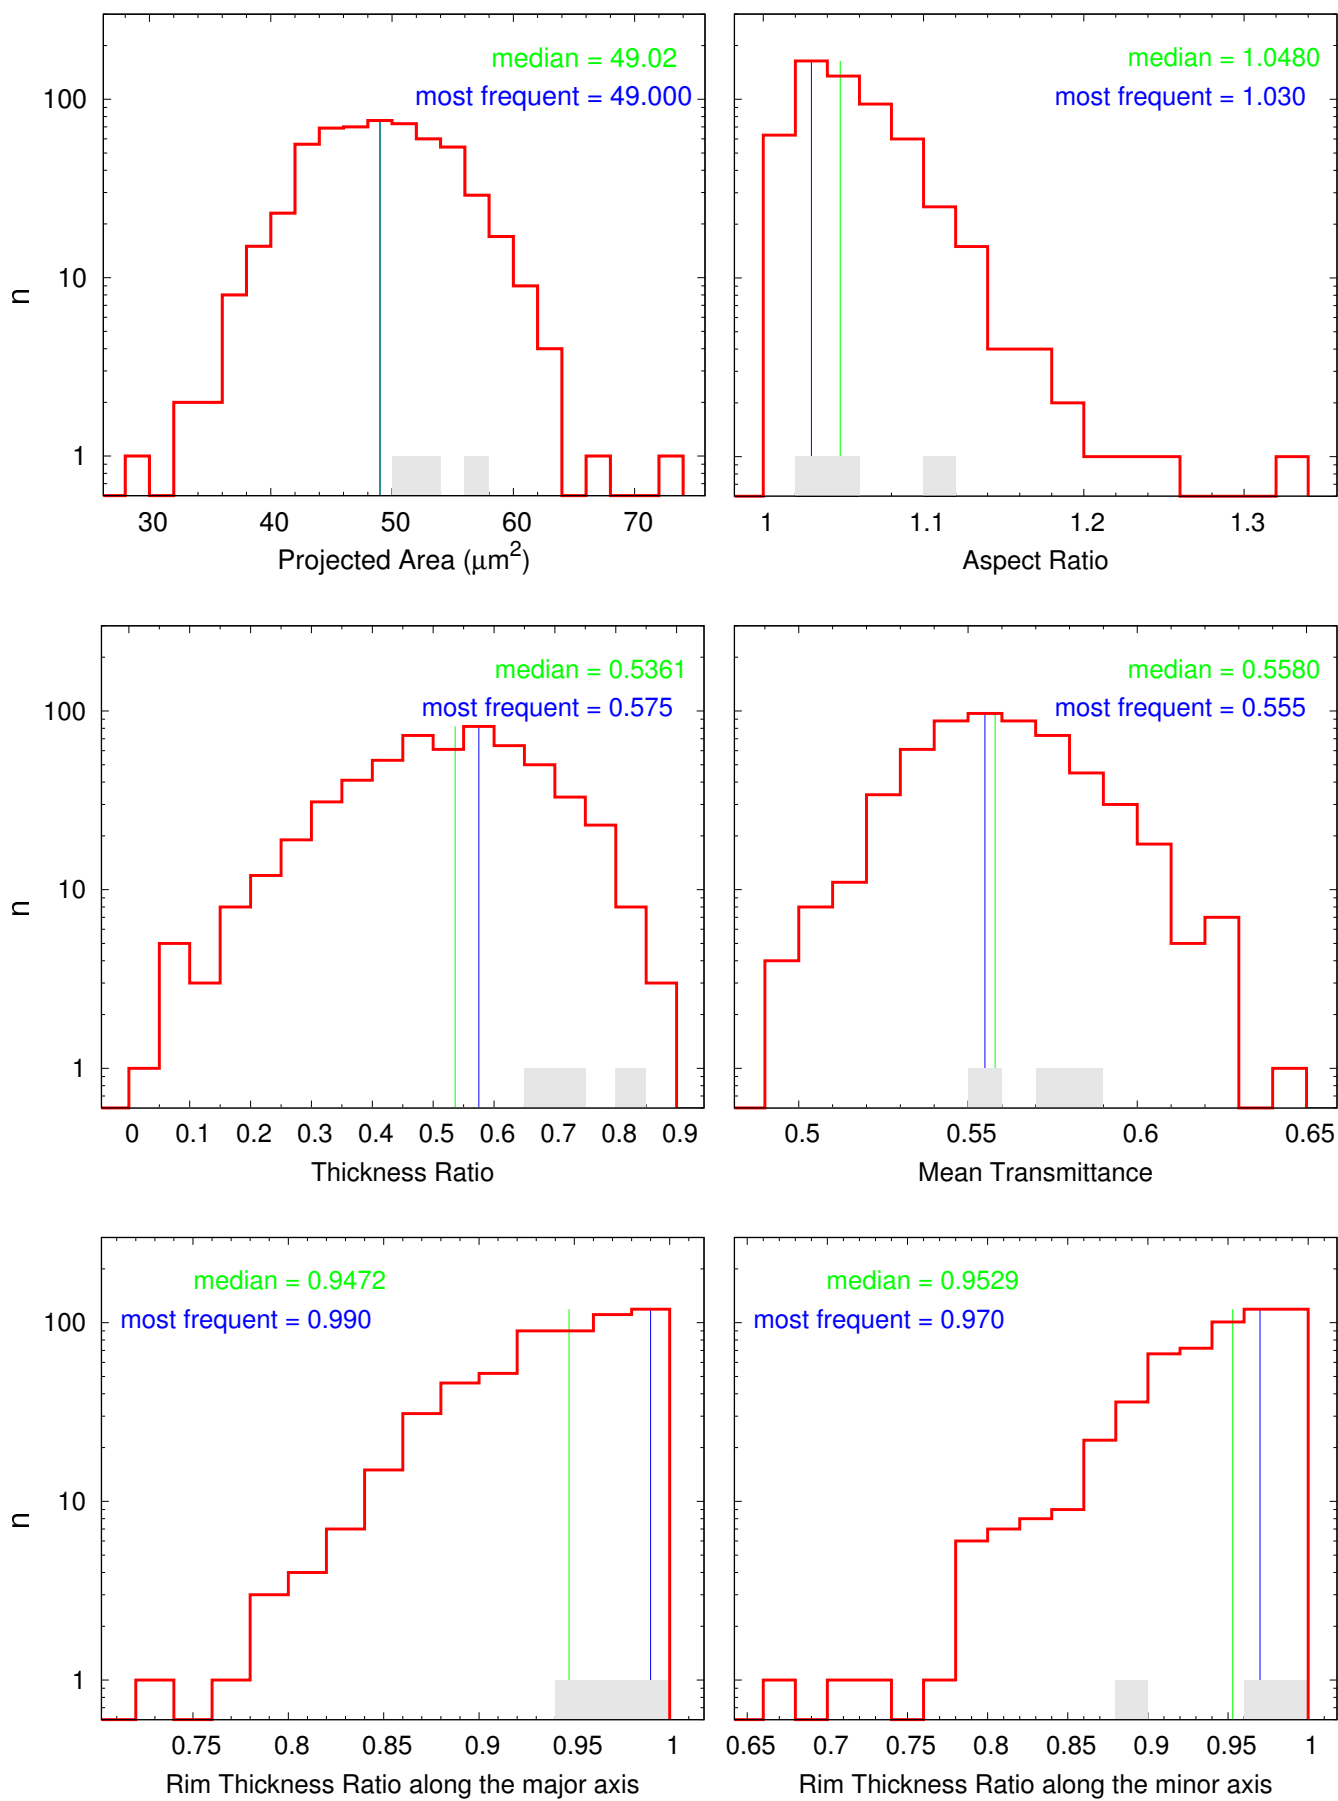 median = 49.02
most frequent = 49.000
100
10
1
n
30 40 50 60 70
Projected Area (μm2)
median = 1.0480
most frequent = 1.030
1 1.1 1.2 1.3
Aspect Ratio
median = 0.5361
most frequent = 0.575
100
10
1
n
0 0.1 0.2 0.3 0.4 0.5 0.6 0.7 0.8 0.9
Thickness Ratio
median = 0.5580
most frequent = 0.555
0.5 0.55 0.6 0.65
Mean Transmittance
median = 0.9472
most frequent = 0.990
100
10
1
n
0.75 0.8 0.85 0.9 0.95 1
Rim Thickness Ratio along the major axis
median = 0.9529
most frequent = 0.970
0.65 0.7 0.75 0.8 0.85 0.9 0.95 1
Rim Thickness Ratio along the minor axis